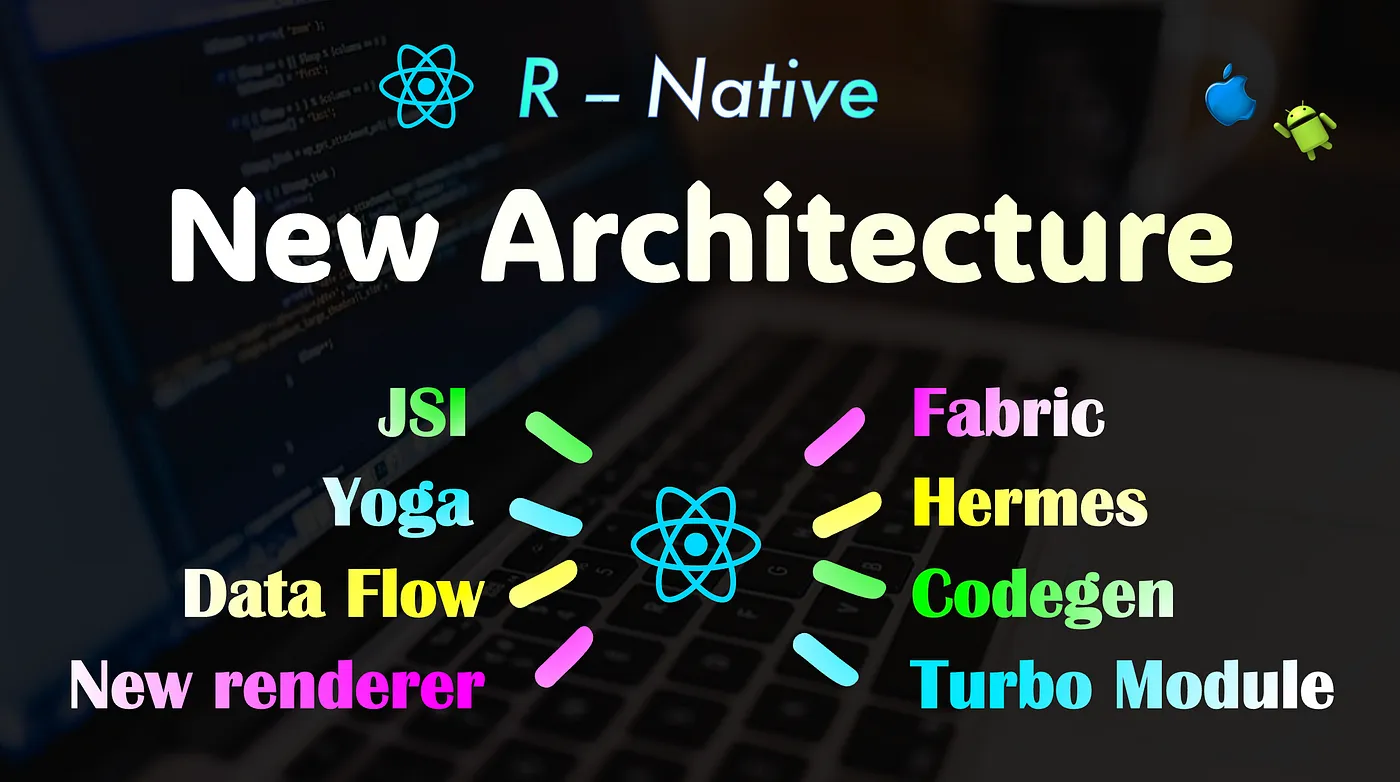 R – Native
New Architecture
JSI
Yoga
Data Flow
New renderer
Fabric
Hermes
Codegen
Turbo Module